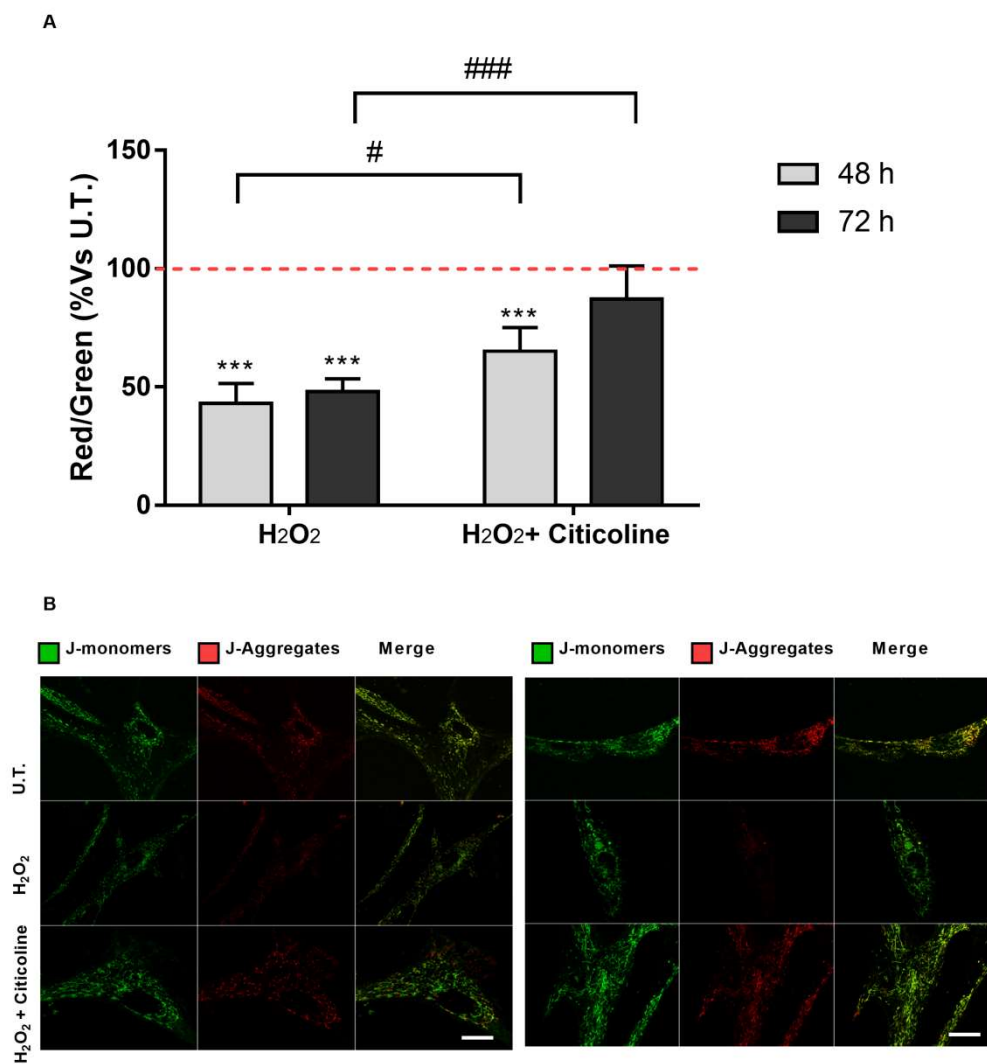 A
###
#
150
100
50
0
Red/Green (%Vs U.T.)
48 h
72 h
***
***
***
H2O2
H2O2+ Citicoline
B
J-monomers J-Aggregates Merge
J-monomers J-Aggregates Merge
U.T.
H2O2
H2O2 + Citicoline